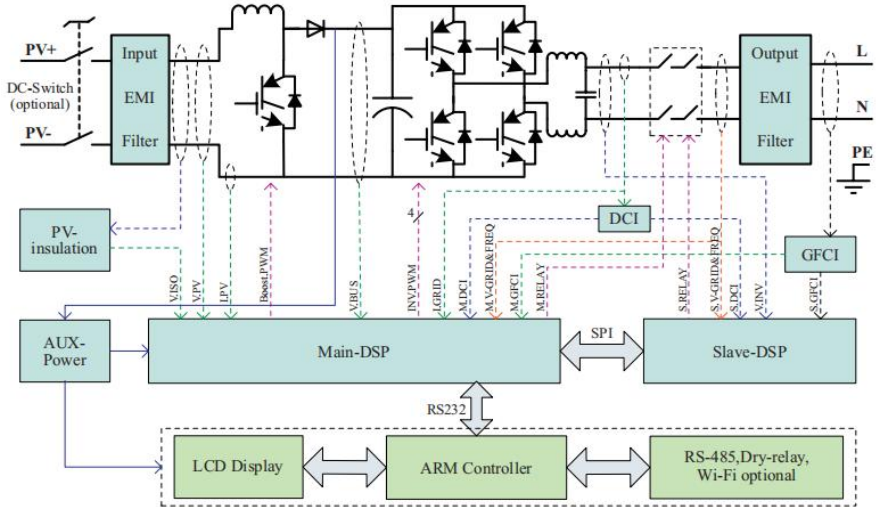 PV+
DC-Switch
(optional)
PV-
Input
EMI
Filter
Output
EMI
Filter
L
N
PE
PV-
insulation
4
DCI
GFCI
V.ISO
V.PV
I.PV
Boost.PWM
V.BUS
INV.PWM
I.GRID
M.DCI
M.V-GRID&FREQ
M.GFCI
M.RELAY
S.RELAY
S.V-GRID&FREQ
S.DCI
V.INV
S.GFCI
AUX-
Power
Main-DSP
SPI
Slave-DSP
RS232
LCD Display
ARM Controller
RS-485,Dry-relay,
Wi-Fi optional